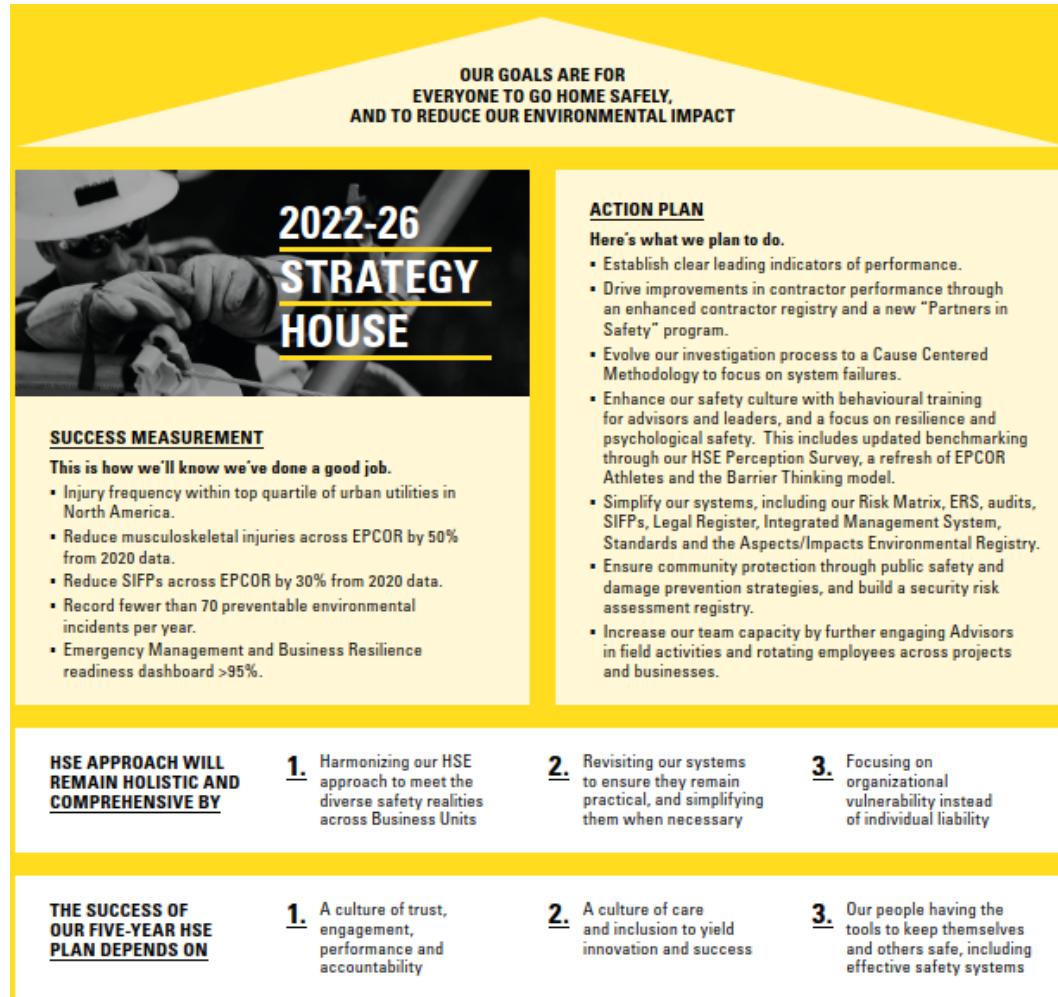 OUR GOALS ARE FOR
EVERYONE TO GO HOME SAFELY,
AND TO REDUCE OUR ENVIRONMENTAL IMPACT
2022-26
STRATEGY
HOUSE
SUCCESS MEASUREMENT
This is how we'll know we've done a good job.
▪ Injury frequency within top quartile of urban utilities in
North America.
▪ Reduce musculoskeletal injuries across EPCOR by 50%
from 2020 data.
▪ Reduce SIFPs across EPCOR by 30% from 2020 data.
▪ Record fewer than 70 preventable environmental
incidents per year.
▪ Emergency Management and Business Resilience
readiness dashboard >95%.
ACTION PLAN
Here's what we plan to do.
▪ Establish clear leading indicators of performance.
▪ Drive improvements in contractor performance through
an enhanced contractor registry and a new “Partners in
Safety” program.
▪ Evolve our investigation process to a Cause Centered
Methodology to focus on system failures.
▪ Enhance our safety culture with behavioural training
for advisors and leaders, and a focus on resilience and
psychological safety. This includes updated benchmarking
through our HSE Perception Survey, a refresh of EPCOR
Athletes and the Barrier Thinking model.
▪ Simplify our systems, including our Risk Matrix, ERS, audits,
SIFPs, Legal Register, Integrated Management System,
Standards and the Aspects/Impacts Environmental Registry.
▪ Ensure community protection through public safety and
damage prevention strategies, and build a security risk
assessment registry.
▪ Increase our team capacity by further engaging Advisors
in field activities and rotating employees across projects
and businesses.
HSE APPROACH WILL
REMAIN HOLISTIC AND
COMPREHENSIVE BY
1. Harmonizing our HSE
approach to meet the
diverse safety realities
across Business Units
2. Revisiting our systems
to ensure they remain
practical, and simplifying
them when necessary
3. Focusing on
organizational
vulnerability instead
of individual liability
THE SUCCESS OF
OUR FIVE-YEAR HSE
PLAN DEPENDS ON
1. A culture of trust,
engagement,
performance and
accountability
2. A culture of care
and inclusion to yield
innovation and success
3. Our people having the
tools to keep themselves
and others safe, including
effective safety systems